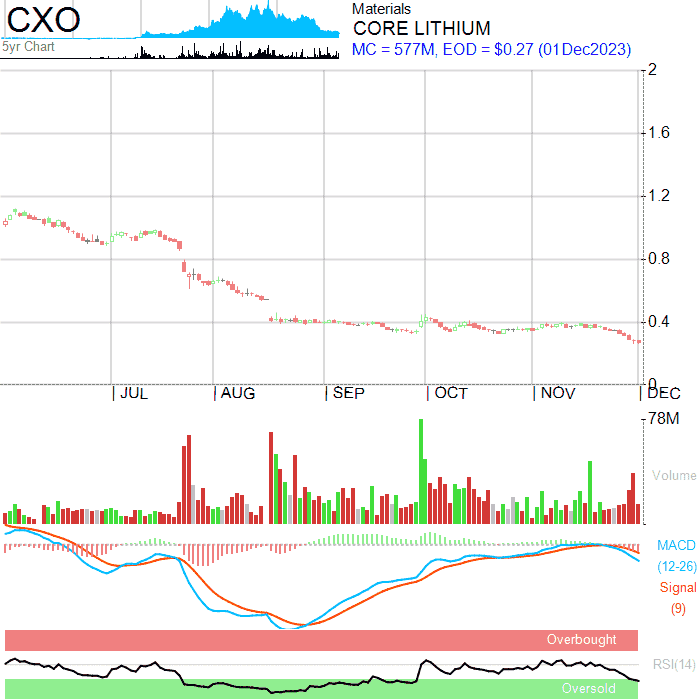 CXO
5yr Chart
Materials
CORE LITHIUM
MC = 577M, EOD = $0.27 (01Dec2023)
2
1.6
1.2
0.8
0.4
0
JUL
AUG
SEP
OCT
NOV
DEC
78M
Volume
MACD
(12-26)
Signal
(9)
Overbought
RSI(14)
Oversold